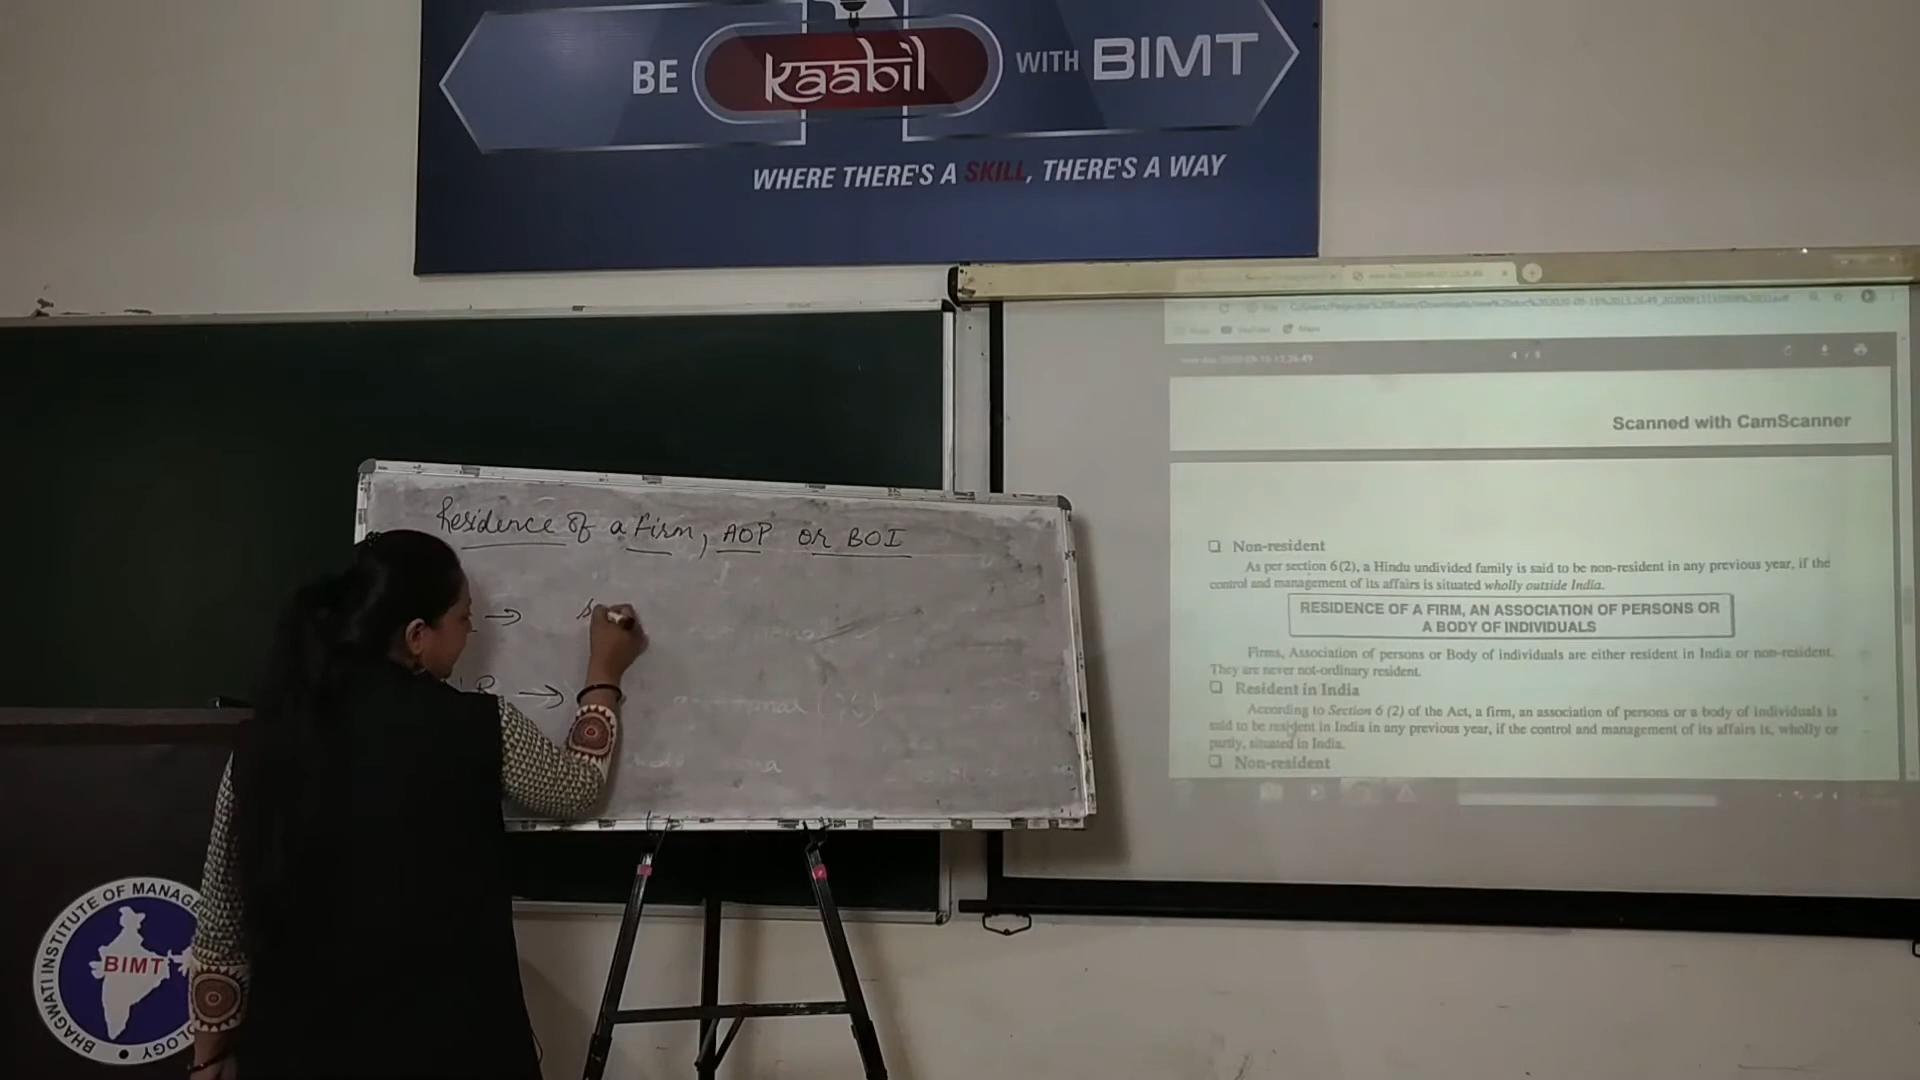 BE kaabil WITH BIMT
WHERE THERE'S A SKILL, THERE'S A WAY
Residence of a Firm, AOP or BOI
→
R →
4 / 8
Scanned with CamScanner
❑ Non-resident
As per section 6(2), a Hindu undivided family is said to be non-resident in any previous year, if the
control and management of its affairs is situated wholly outside India.
RESIDENCE OF A FIRM, AN ASSOCIATION OF PERSONS OR
A BODY OF INDIVIDUALS
Firms, Association of persons or Body of individuals are either resident in India or non-resident.
They are never not-ordinary resident.
❑ Resident in India
According to Section 6 (2) of the Act, a firm, an association of persons or a body of individuals is
said to be resident in India in any previous year, if the control and management of its affairs is, wholly or
partly, situated in India.
❑ Non-resident
BHAGWATI INSTITUTE OF MANAGE
OLOGY
BIMT